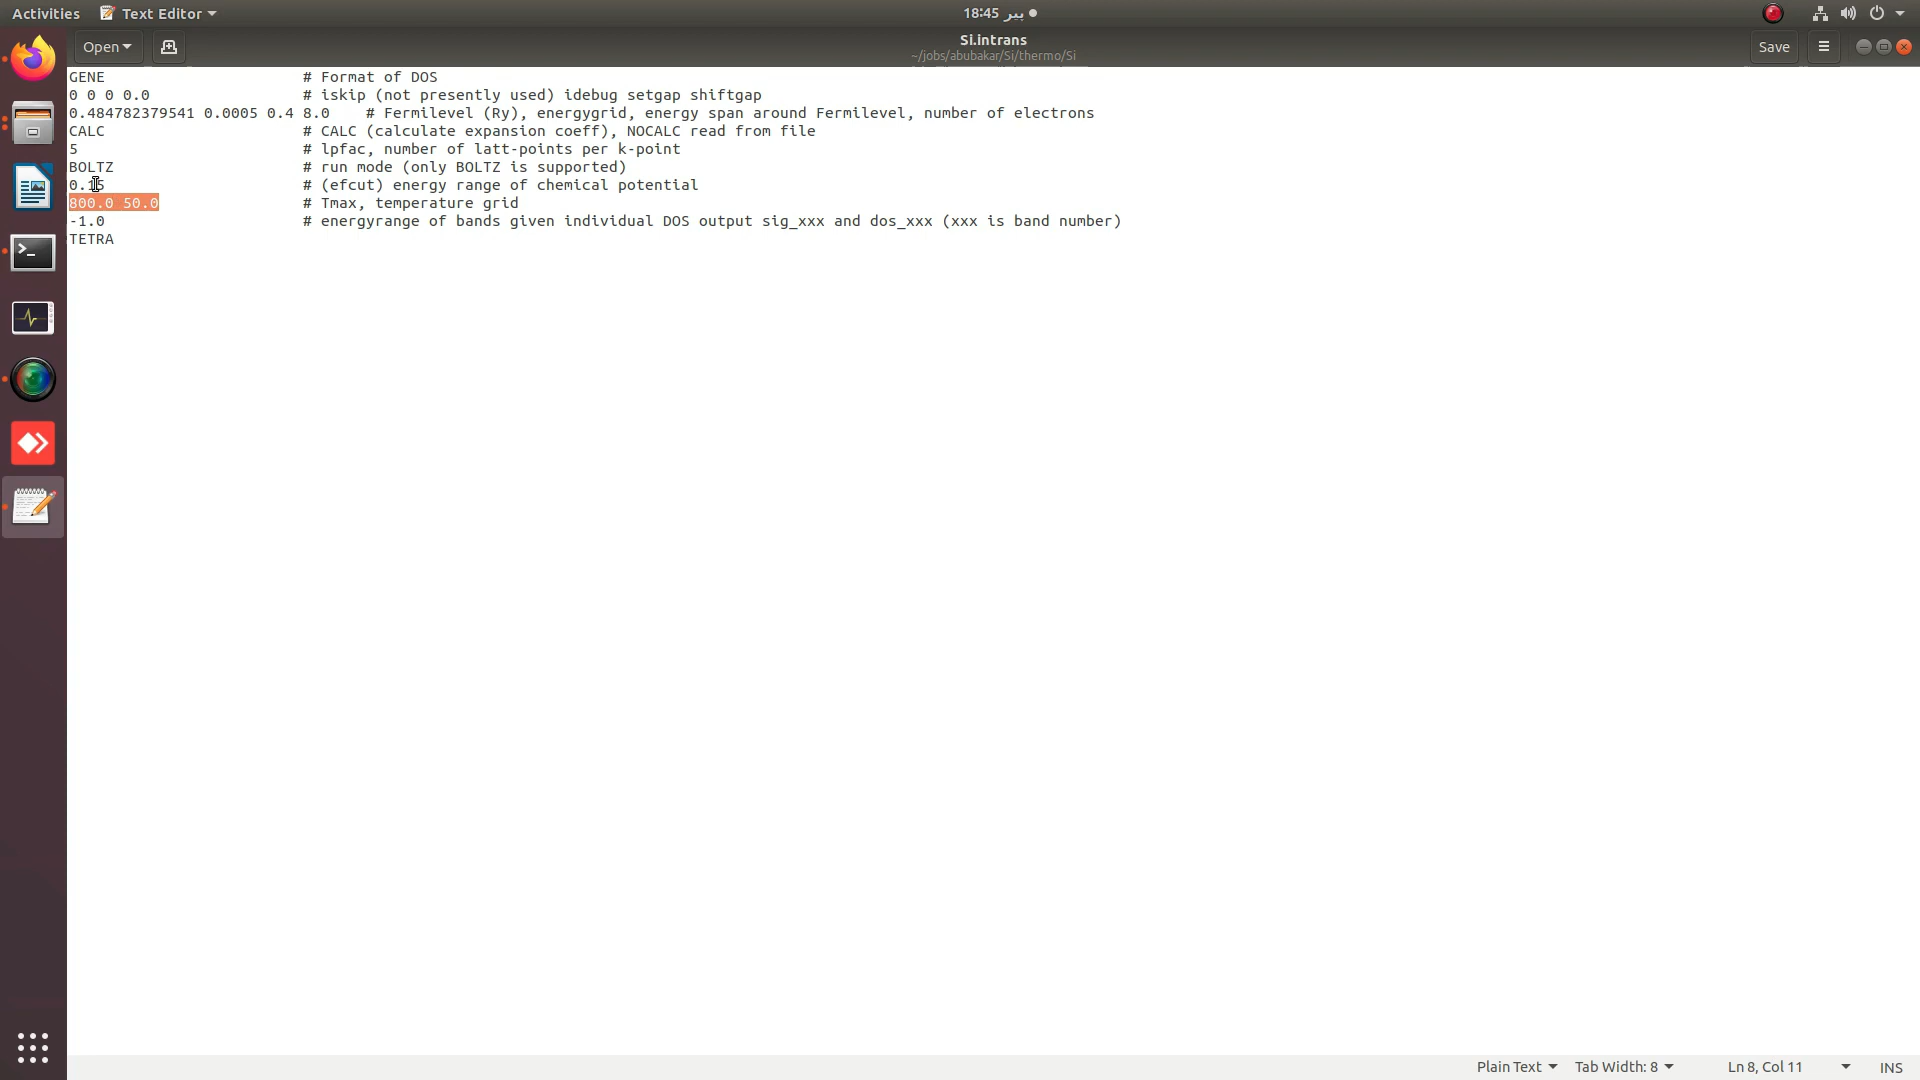 Activities Text Editor 18:45 پیر
Open Si.intrans Save
~/jobs/abubakar/Si/thermo/Si
GENE # Format of DOS
0 0 0 0.0 # iskip (not presently used) idebug setgap shiftgap
0.484782379541 0.0005 0.4 8.0 # Fermilevel (Ry), energygrid, energy span around Fermilevel, number of electrons
CALC # CALC (calculate expansion coeff), NOCALC read from file
5 # lpfac, number of latt-points per k-point
BOLTZ # run mode (only BOLTZ is supported)
0.15 # (efcut) energy range of chemical potential
800.0 50.0 # Tmax, temperature grid
-1.0 # energyrange of bands given individual DOS output sig_xxx and dos_xxx (xxx is band number)
TETRA
Plain Text Tab Width: 8 Ln 8, Col 11 INS